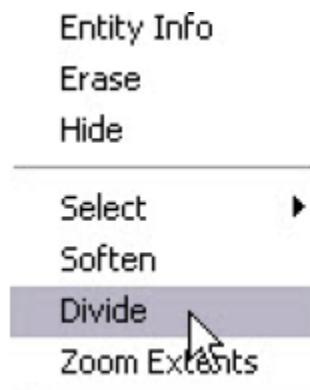 Entity Info
Erase
Hide
Select
Soften
Divide
Zoom Extents